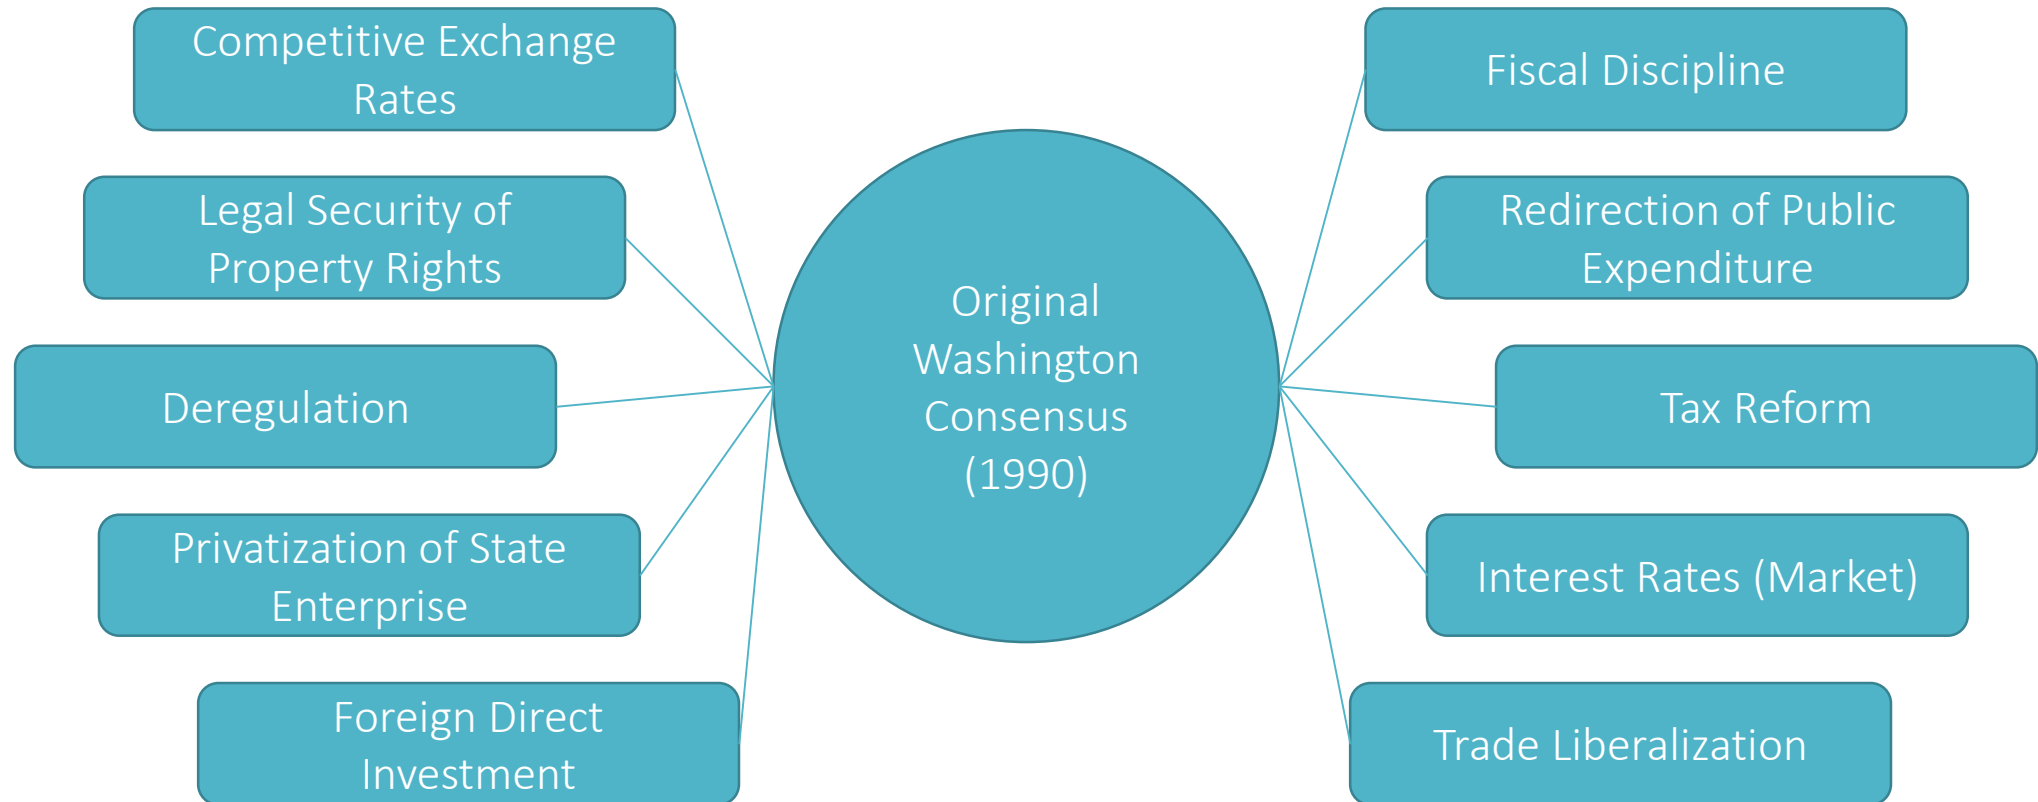 Competitive Exchange
Rates
Legal Security of
Property Rights
Deregulation
Privatization of State
Enterprise
Foreign Direct
Investment
Original
Washington
Consensus
(1990)
Fiscal Discipline
Redirection of Public
Expenditure
Tax Reform
Interest Rates (Market)
Trade Liberalization